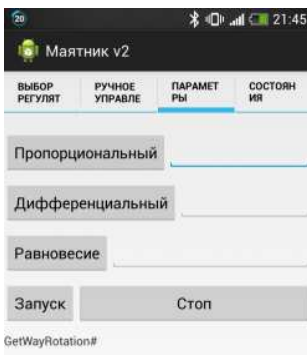 20 21:45
Маятник v2
ВЫБОР РЕГУЛЯТ
РУЧНОЕ УПРАВЛЕ
ПАРАМЕТ РЫ
СОСТОЯН ИЯ
Пропорциональный
Дифференциальный
Равновесие
Запуск Стоп
GetWayRotation#